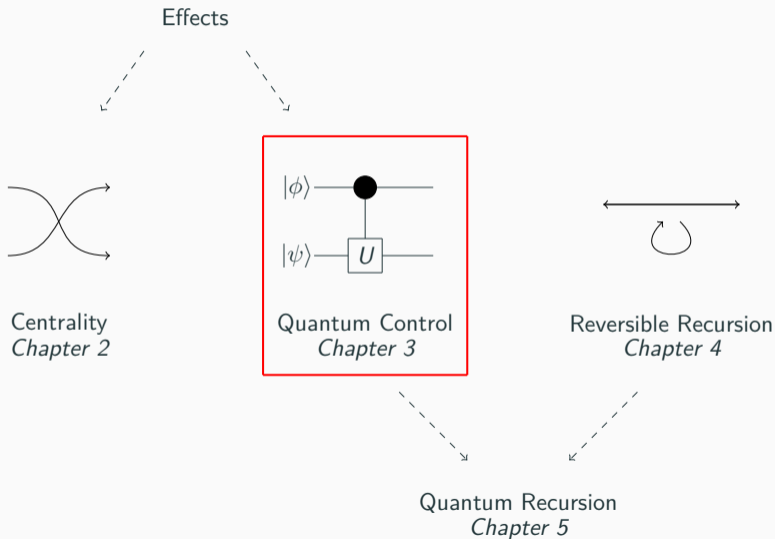 Effects
|ϕ⟩
|ψ⟩
U
Centrality
Chapter 2
Quantum Control
Chapter 3
Reversible Recursion
Chapter 4
Quantum Recursion
Chapter 5